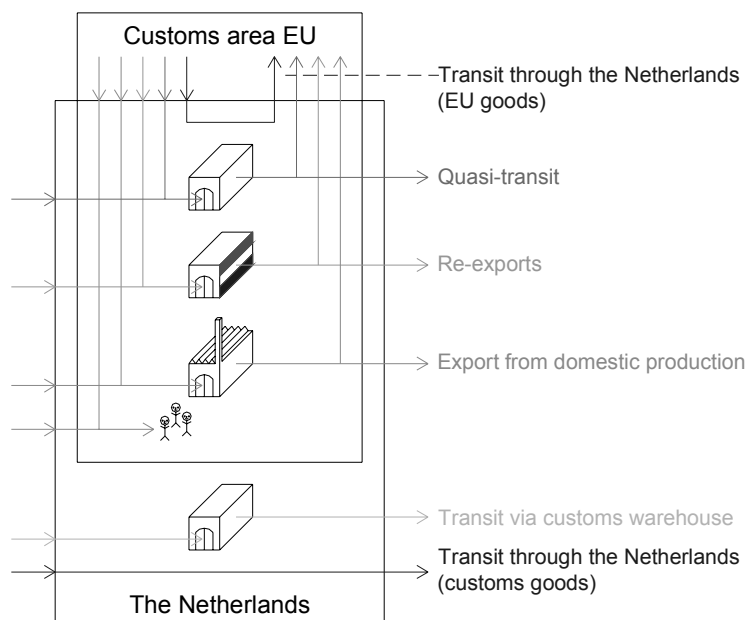 Customs area EU
Transit through the Netherlands
(EU goods)
Quasi-transit
Re-exports
Export from domestic production
Transit via customs warehouse
Transit through the Netherlands
(customs goods)
The Netherlands